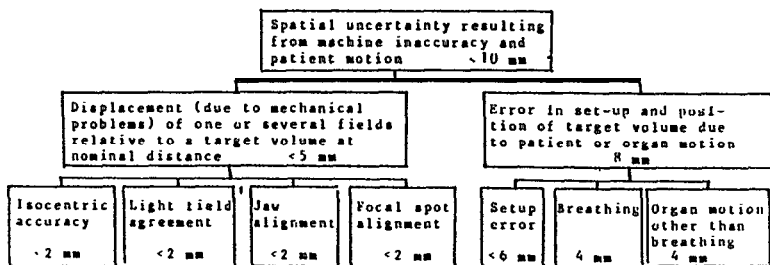 Spatial uncertainty resulting
from machine inaccuracy and
patient motion ~10 mm
Displacement (due to mechanical
problems) of one or several fields
relative to a target volume at
nominal distance <5 mm
Error in set-up and posi-
tion of target volume due
to patient or organ motion
8 mm
Isocentric
accuracy
~2 mm
Light field
agreement
<2 mm
Jaw
alignment
<2 mm
Focal spot
alignment
<2 mm
Setup
error
<6 mm
Breathing
4 mm
Organ motion
other than
breathing
4 mm